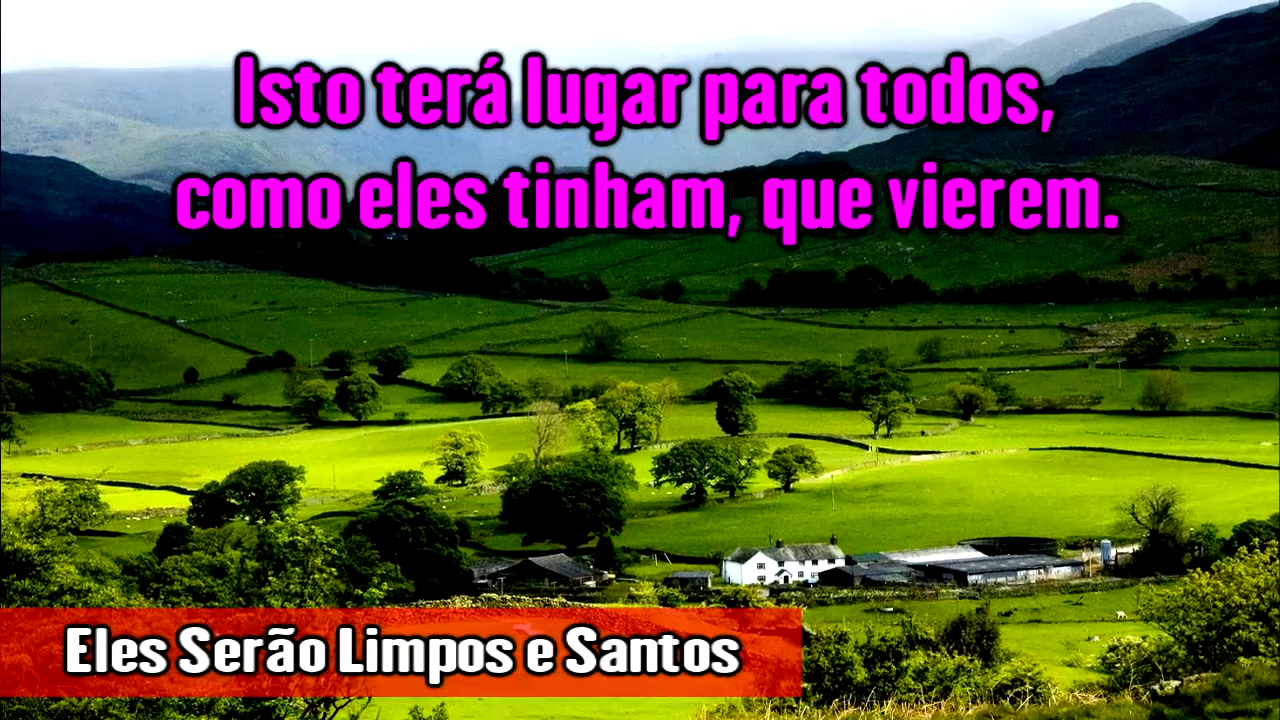 Isto terá lugar para todos,
como eles tinham, que vierem.
Eles Serão Limpos e Santos